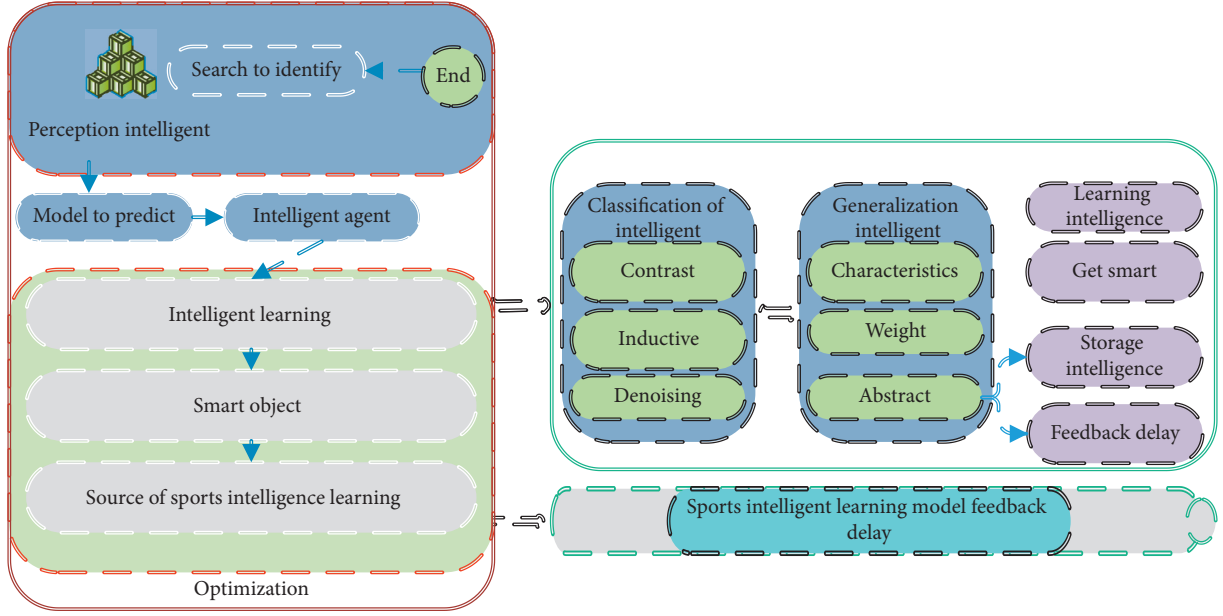 Search to identify
End
Perception intelligent
Model to predict
Intelligent agent
Intelligent learning
Smart object
Source of sports intelligence learning
Optimization
Classification of
intelligent
Contrast
Inductive
Denoising
Generalization
intelligent
Characteristics
Weight
Abstract
Learning
intelligence
Get smart
Storage
intelligence
Feedback delay
Sports intelligent learning model feedback
delay